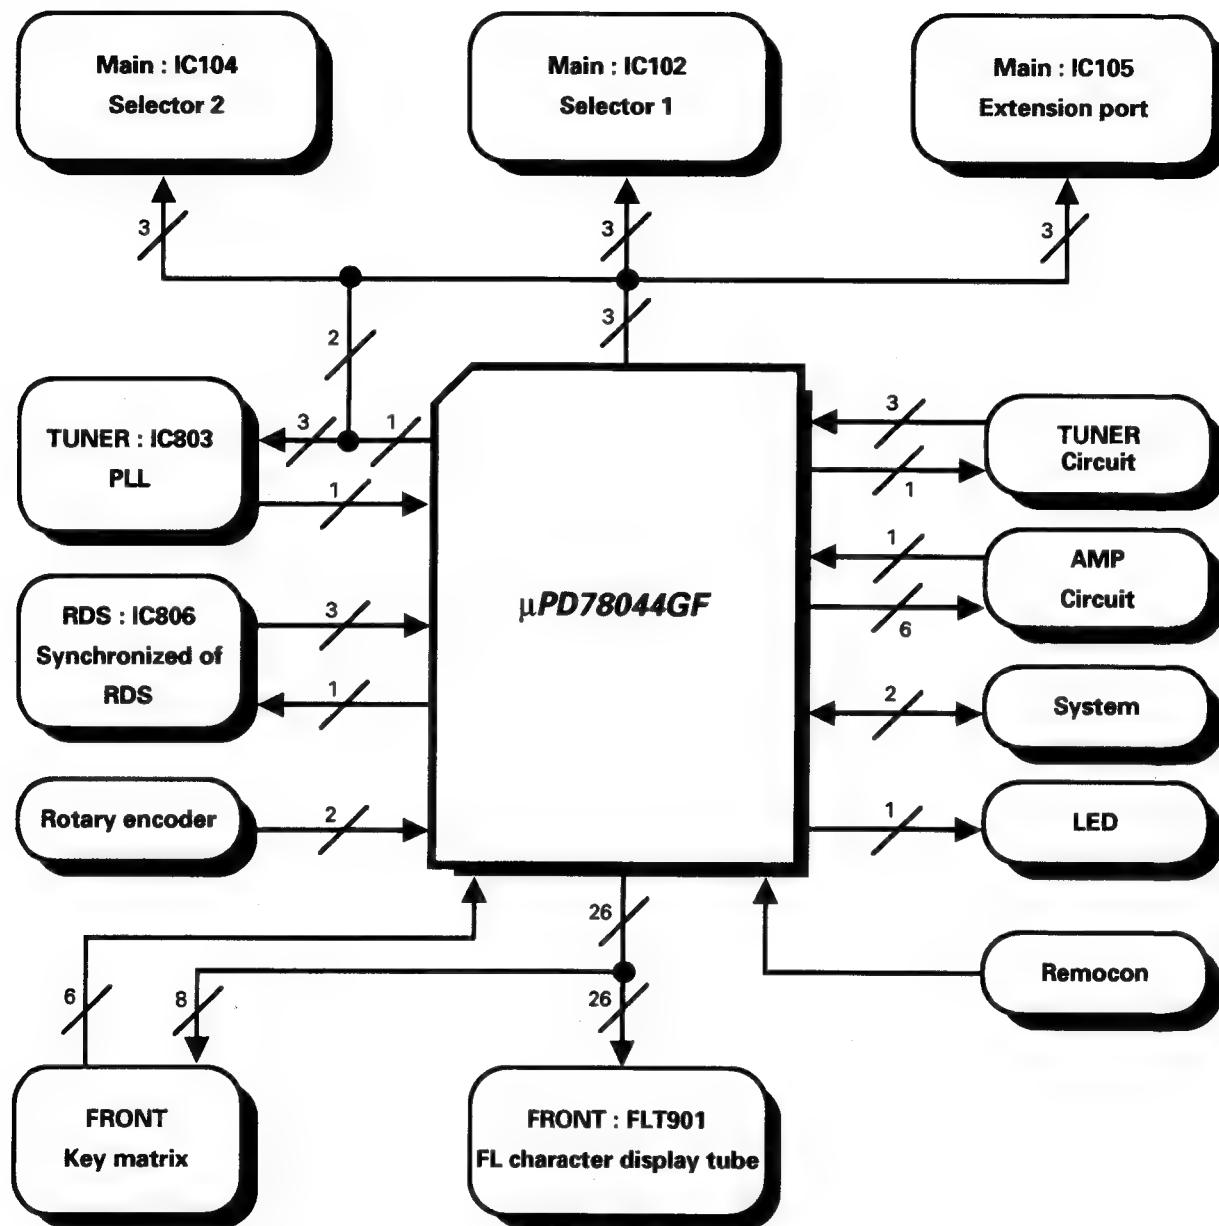 Main : IC104
Selector 2
Main : IC102
Selector 1
Main : IC105
Extension port
3
3
3
3
2
TUNER : IC803
PLL
3
1
1
3
1
TUNER
Circuit
RDS : IC806
Synchronized of
RDS
3
1
µPD78044GF
1
6
AMP
Circuit
2
System
Rotary encoder
2
1
LED
26
Remocon
6
8
26
FRONT
Key matrix
FRONT : FLT901
FL character display tube